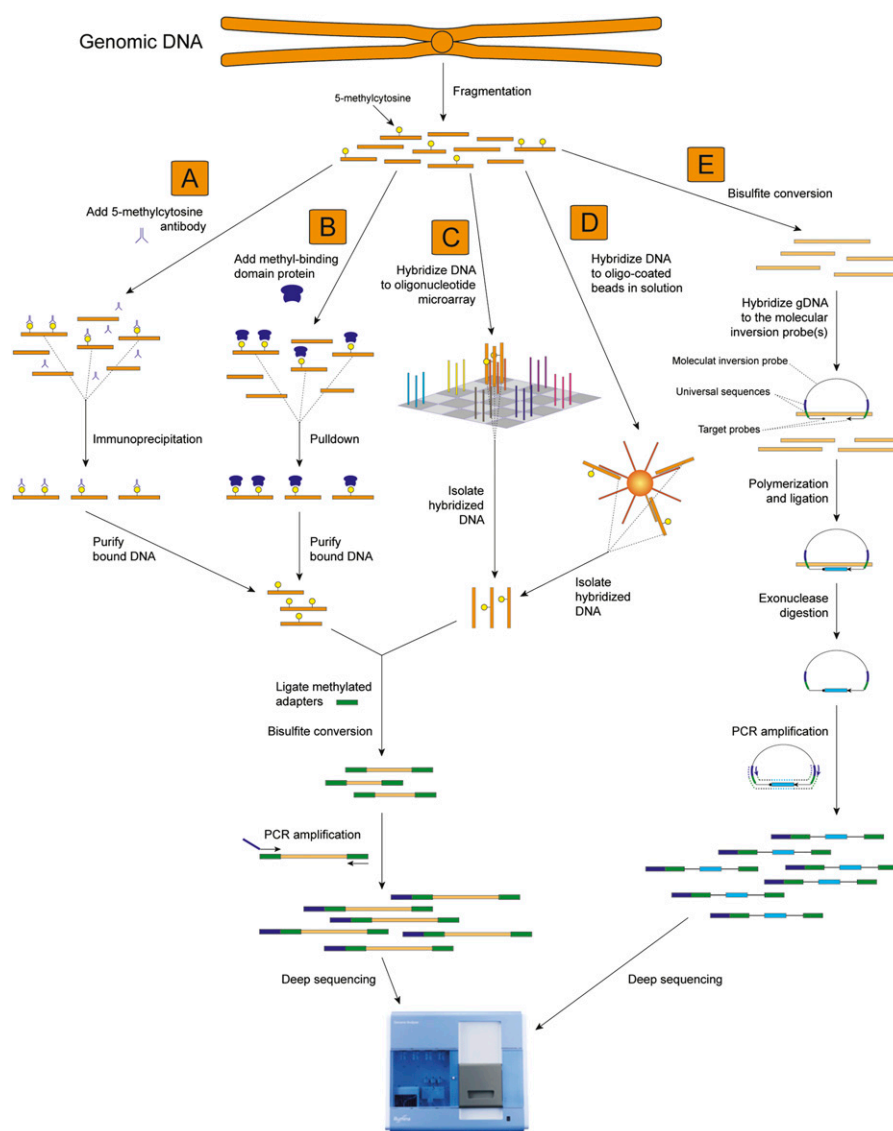 Genomic DNA
Fragmentation
5-methylcytosine
A
Add 5-methylcytosine
antibody
B
Add methyl-binding
domain protein
C
Hybridize DNA
to oligonucleotide
microarray
D
Hybridize DNA
to oligo-coated
beads in solution
E
Bisulfite conversion
Hybridize gDNA
to the molecular
inversion probe(s)
Moleculat inversion probe
Universal sequences
Target probes
Immunoprecipitation
Pulldown
Isolate
hybridized
DNA
Polymerization
and ligation
Purify
bound DNA
Purify
bound DNA
Isolate
hybridized
DNA
Exonuclease
digestion
Ligate methylated
adapters
Bisulfite conversion
PCR amplification
PCR amplification
Deep sequencing
Deep sequencing